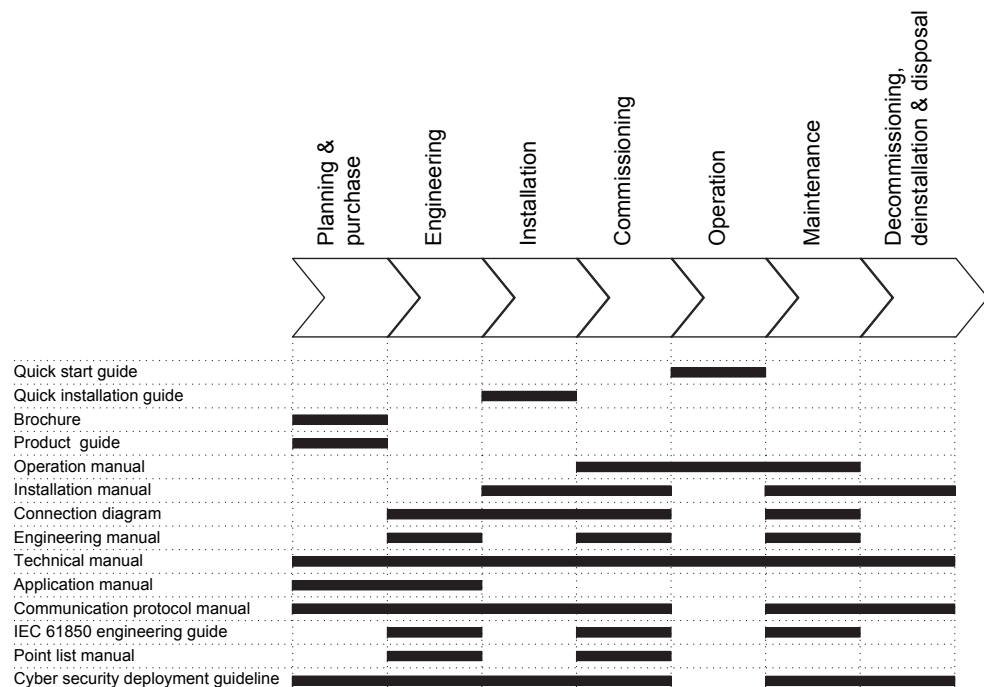 Planning &
purchase
Engineering
Installation
Commissioning
Operation
Maintenance
Decommissioning,
deinstallation & disposal
Quick start guide
Quick installation guide
Brochure
Product guide
Operation manual
Installation manual
Connection diagram
Engineering manual
Technical manual
Application manual
Communication protocol manual
IEC 61850 engineering guide
Point list manual
Cyber security deployment guideline